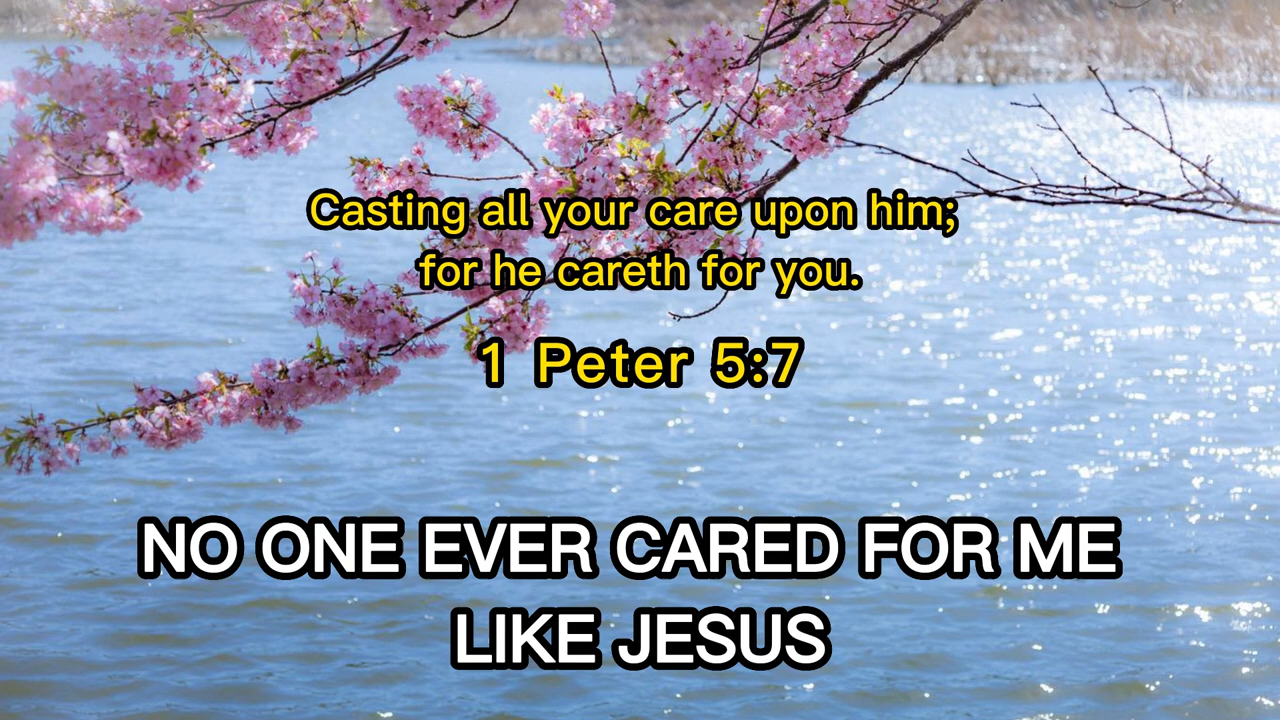 Casting all your care upon him;
for he careth for you.
1 Peter 5:7
NO ONE EVER CARED FOR ME
LIKE JESUS